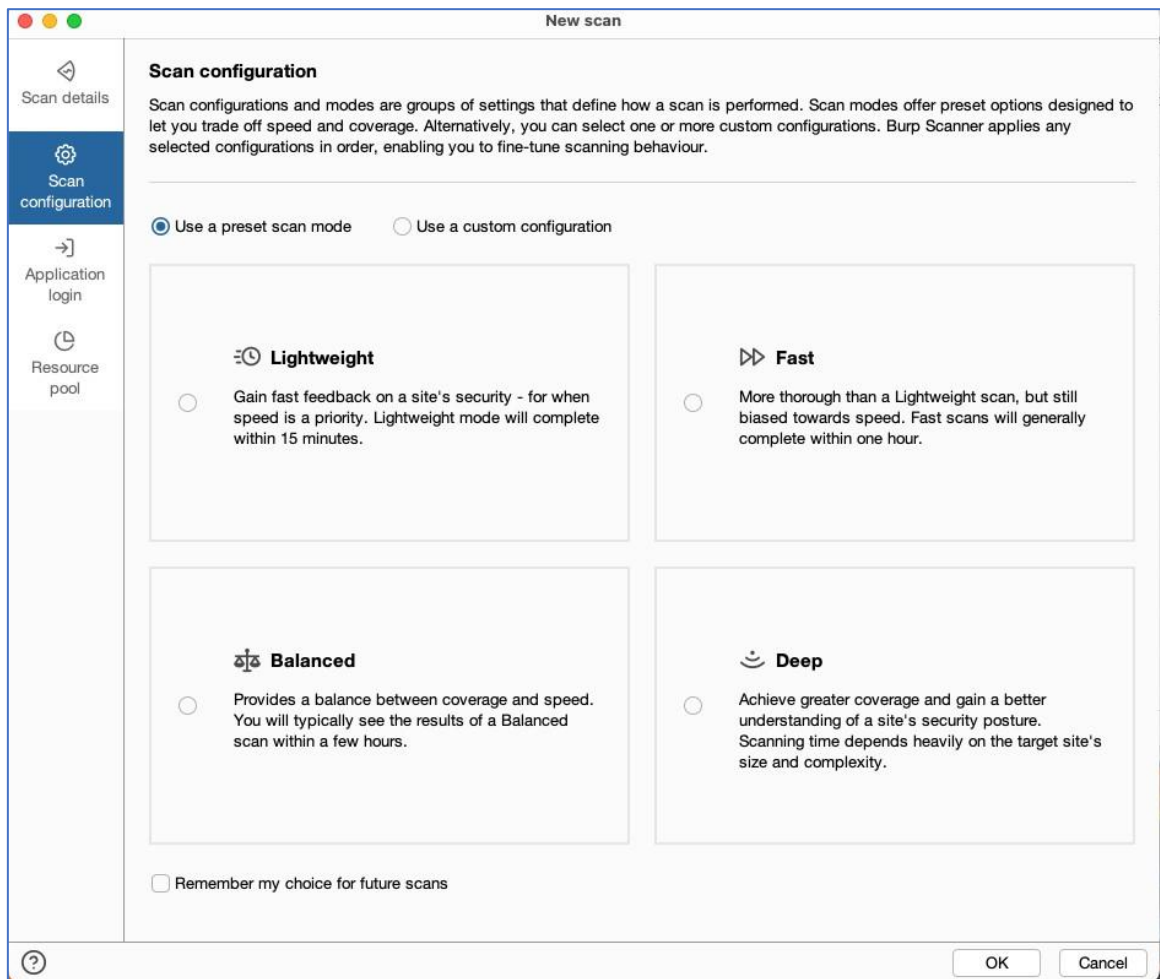 New scan
Scan details
Scan
configuration
Application
login
Resource
pool
Scan configuration
Scan configurations and modes are groups of settings that define how a scan is performed. Scan modes offer preset options designed to
let you trade off speed and coverage. Alternatively, you can select one or more custom configurations. Burp Scanner applies any
selected configurations in order, enabling you to fine-tune scanning behaviour.
Use a preset scan mode
Use a custom configuration
Lightweight
Gain fast feedback on a site's security - for when
speed is a priority. Lightweight mode will complete
within 15 minutes.
Fast
More thorough than a Lightweight scan, but still
biased towards speed. Fast scans will generally
complete within one hour.
Balanced
Provides a balance between coverage and speed.
You will typically see the results of a Balanced
scan within a few hours.
Deep
Achieve greater coverage and gain a better
understanding of a site's security posture.
Scanning time depends heavily on the target site's
size and complexity.
Remember my choice for future scans
?
OK
Cancel